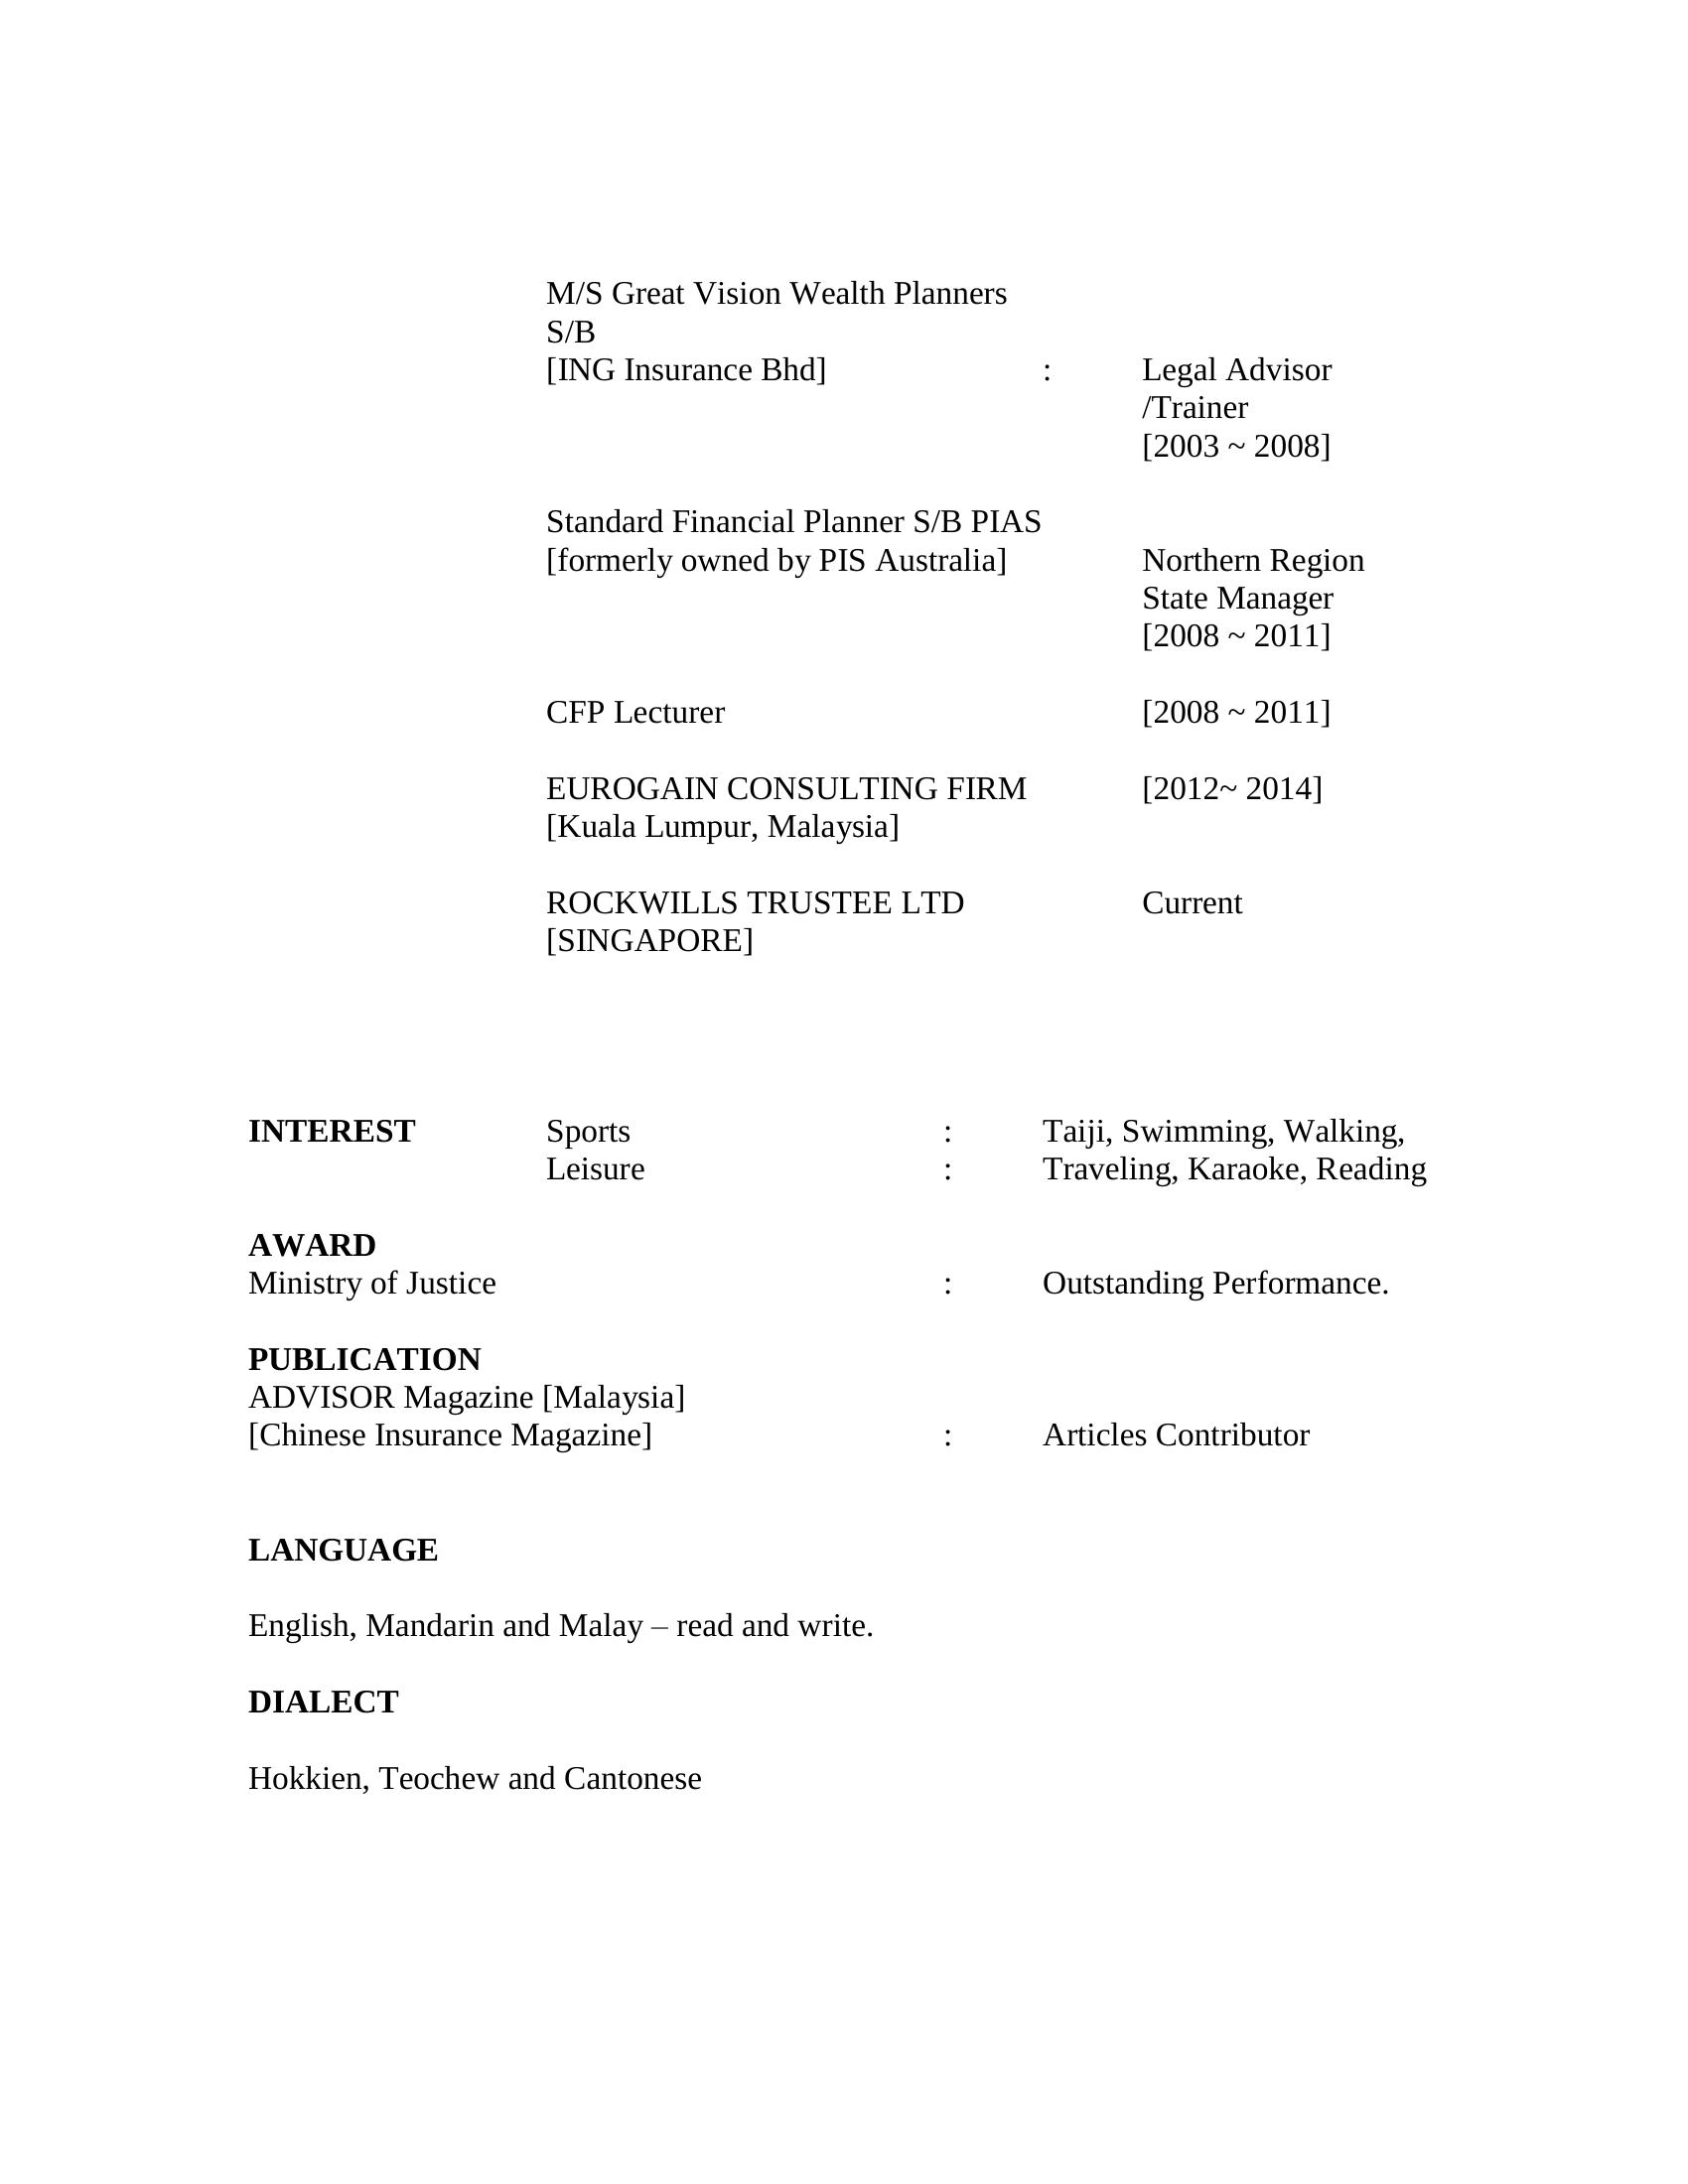 M/S Great Vision Wealth Planners
S/B
[ING Insurance Bhd] : Legal Advisor
/Trainer
[2003 ~ 2008]
Standard Financial Planner S/B PIAS
[formerly owned by PIS Australia] Northern Region
State Manager
[2008 ~ 2011]
CFP Lecturer [2008 ~ 2011]
EUROGAIN CONSULTING FIRM [2012~ 2014]
[Kuala Lumpur, Malaysia]
ROCKWILLS TRUSTEE LTD Current
[SINGAPORE]
INTEREST Sports : Taiji, Swimming, Walking,
Leisure : Traveling, Karaoke, Reading
AWARD
Ministry of Justice : Outstanding Performance.
PUBLICATION
ADVISOR Magazine [Malaysia]
[Chinese Insurance Magazine] : Articles Contributor
LANGUAGE
English, Mandarin and Malay – read and write.
DIALECT
Hokkien, Teochew and Cantonese